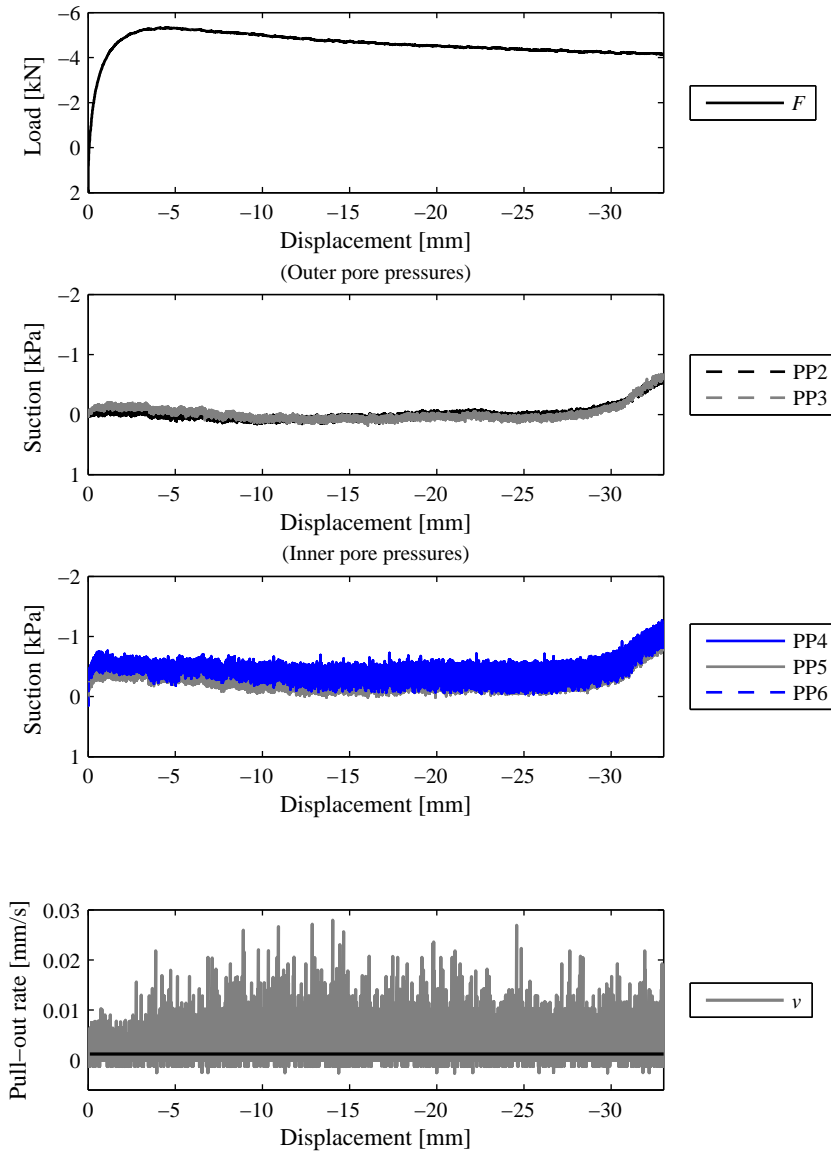 −6
−4
−2
0
2
Load [kN]
0 −5 −10 −15 −20 −25 −30
Displacement [mm]
F
(Outer pore pressures)
−2
−1
0
1
Suction [kPa]
0 −5 −10 −15 −20 −25 −30
Displacement [mm]
PP2
PP3
(Inner pore pressures)
−2
−1
0
1
Suction [kPa]
0 −5 −10 −15 −20 −25 −30
Displacement [mm]
PP4
PP5
PP6
0.03
0.02
0.01
0
Pull−out rate [mm/s]
0 −5 −10 −15 −20 −25 −30
Displacement [mm]
v